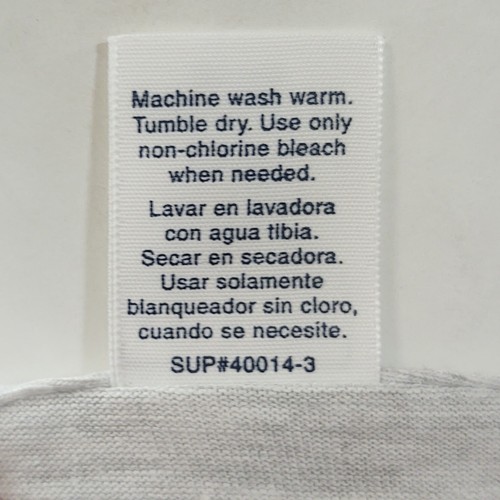 Machine wash warm.
Tumble dry. Use only
non-chlorine bleach
when needed.
Lavar en lavadora
con agua tibia.
Secar en secadora.
Usar solamente
blanqueador sin cloro,
cuando se necesite.
SUP#40014-3